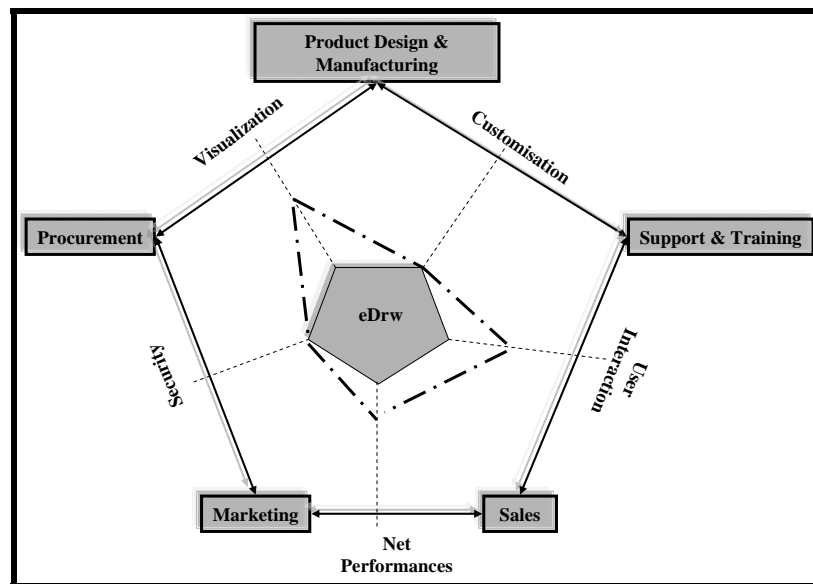 Product Design &
Manufacturing
Visualization
Customisation
Procurement
Support & Training
eDrw
Security
User
Interaction
Marketing
Sales
Net
Performances